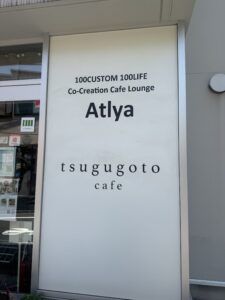 100CUSTOM 100LIFE
Co-Creation Cafe Lounge
Atlya
tsugugoto
cafe